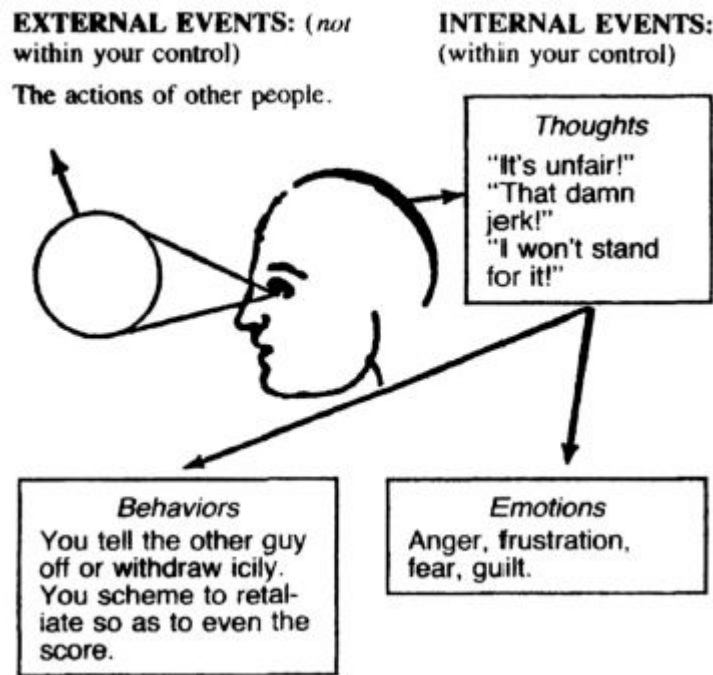 EXTERNAL EVENTS: (not
within your control)
The actions of other people.
INTERNAL EVENTS:
(within your control)
Thoughts
"It's unfair!"
"That damn
jerk!"
"I won't stand
for it!"
Behaviors
You tell the other guy
off or withdraw icily.
You scheme to retal-
iate so as to even the
score.
Emotions
Anger, frustration,
fear, guilt.